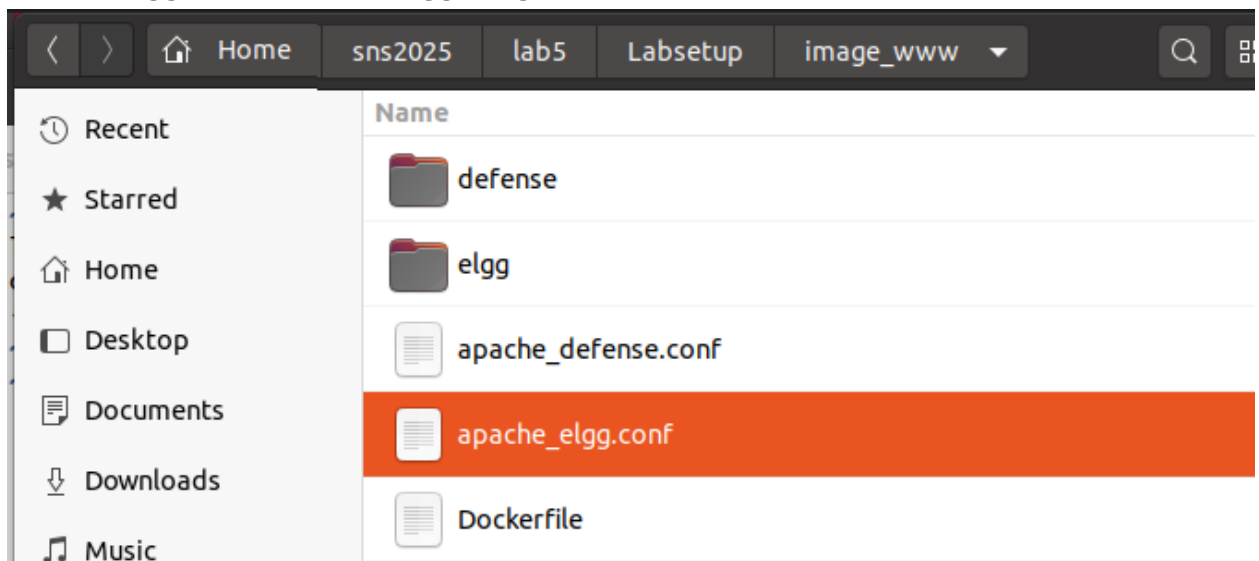 Home sns2025 lab5 Labsetup image_www
Name
Recent
Starred
Home
Desktop
Documents
Downloads
Music
defense
elgg
apache_defense.conf
apache_elgg.conf
Dockerfile